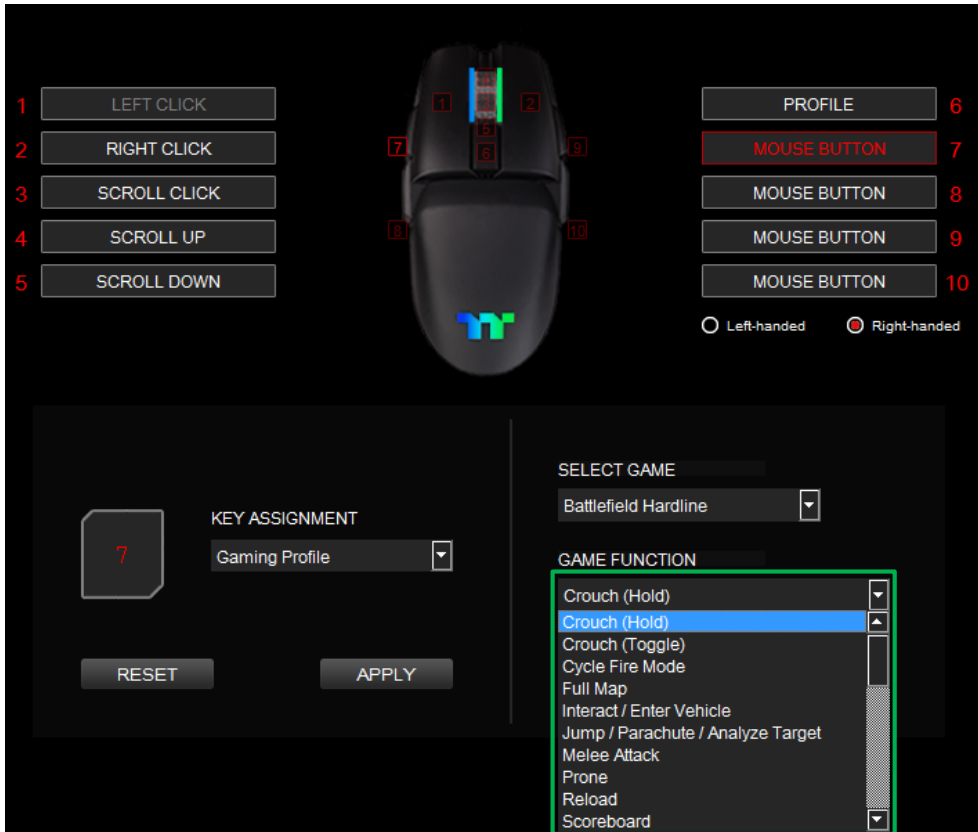 1 LEFT CLICK
2 RIGHT CLICK
3 SCROLL CLICK
4 SCROLL UP
5 SCROLL DOWN
1
2
5
6
7
8
9
10
PROFILE 6
MOUSE BUTTON 7
MOUSE BUTTON 8
MOUSE BUTTON 9
MOUSE BUTTON 10
Left-handed Right-handed
7
KEY ASSIGNMENT
Gaming Profile
RESET APPLY
SELECT GAME
Battlefield Hardline
GAME FUNCTION
Crouch (Hold)
Crouch (Hold)
Crouch (Toggle)
Cycle Fire Mode
Full Map
Interact / Enter Vehicle
Jump / Parachute / Analyze Target
Melee Attack
Prone
Reload
Scoreboard